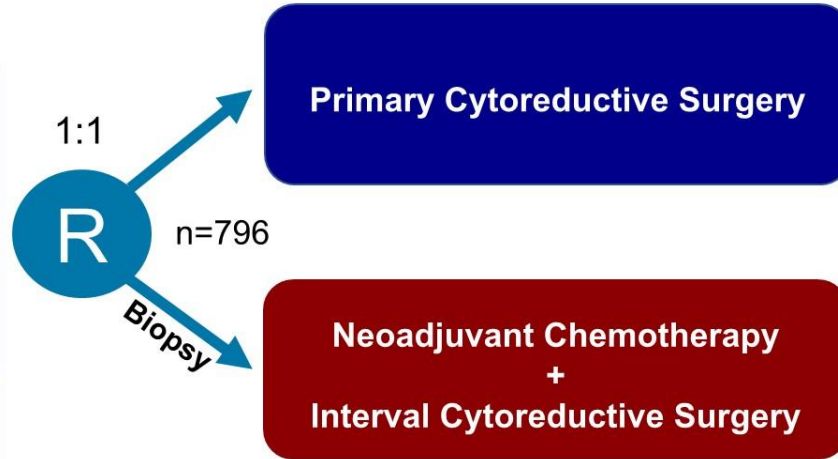 1:1
R
n=796
Biopsy
Primary Cytoreductive Surgery
Neoadjuvant Chemotherapy
+
Interval Cytoreductive Surgery